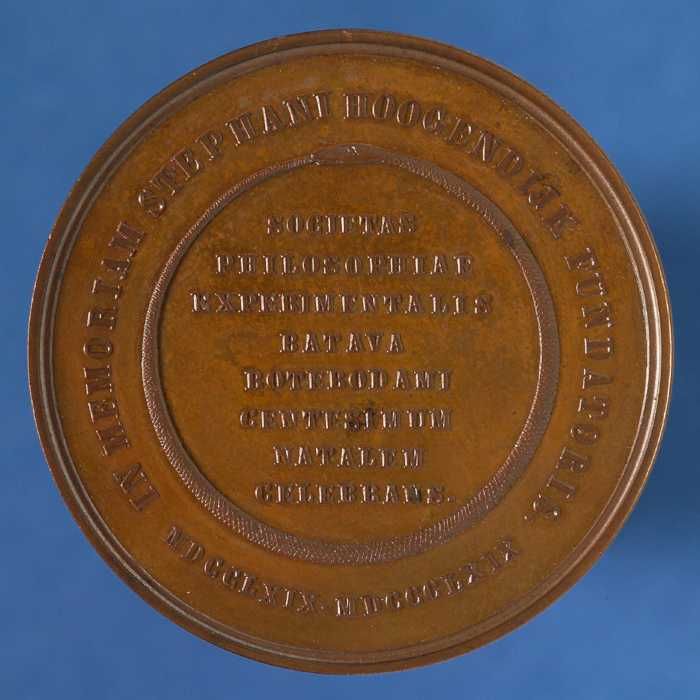 IN MEMORIAM STEPHANI HOOGENDIJK FUNDATORIS.
SOCIETAS
PHILOSOPHIAE
EXPERIMENTALIS
BATAVA
ROTERODAMI
CENTESIMUM
NATALEM
CELEBRANS.
MDCCLXIX. MDCCCLXIX